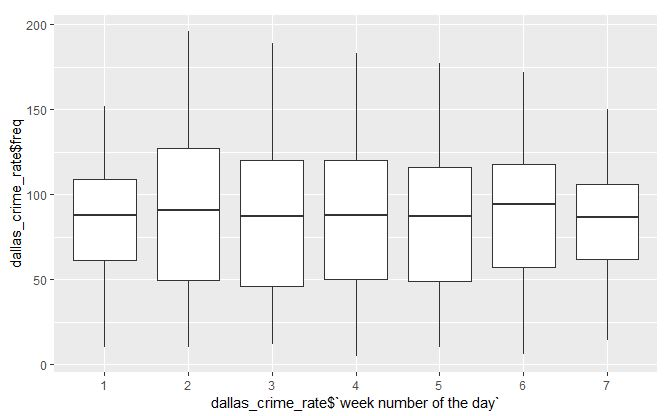 200
150
100
50
0
dallas_crime_rate$freq
1 2 3 4 5 6 7
dallas_crime_rate$`week number of the day`